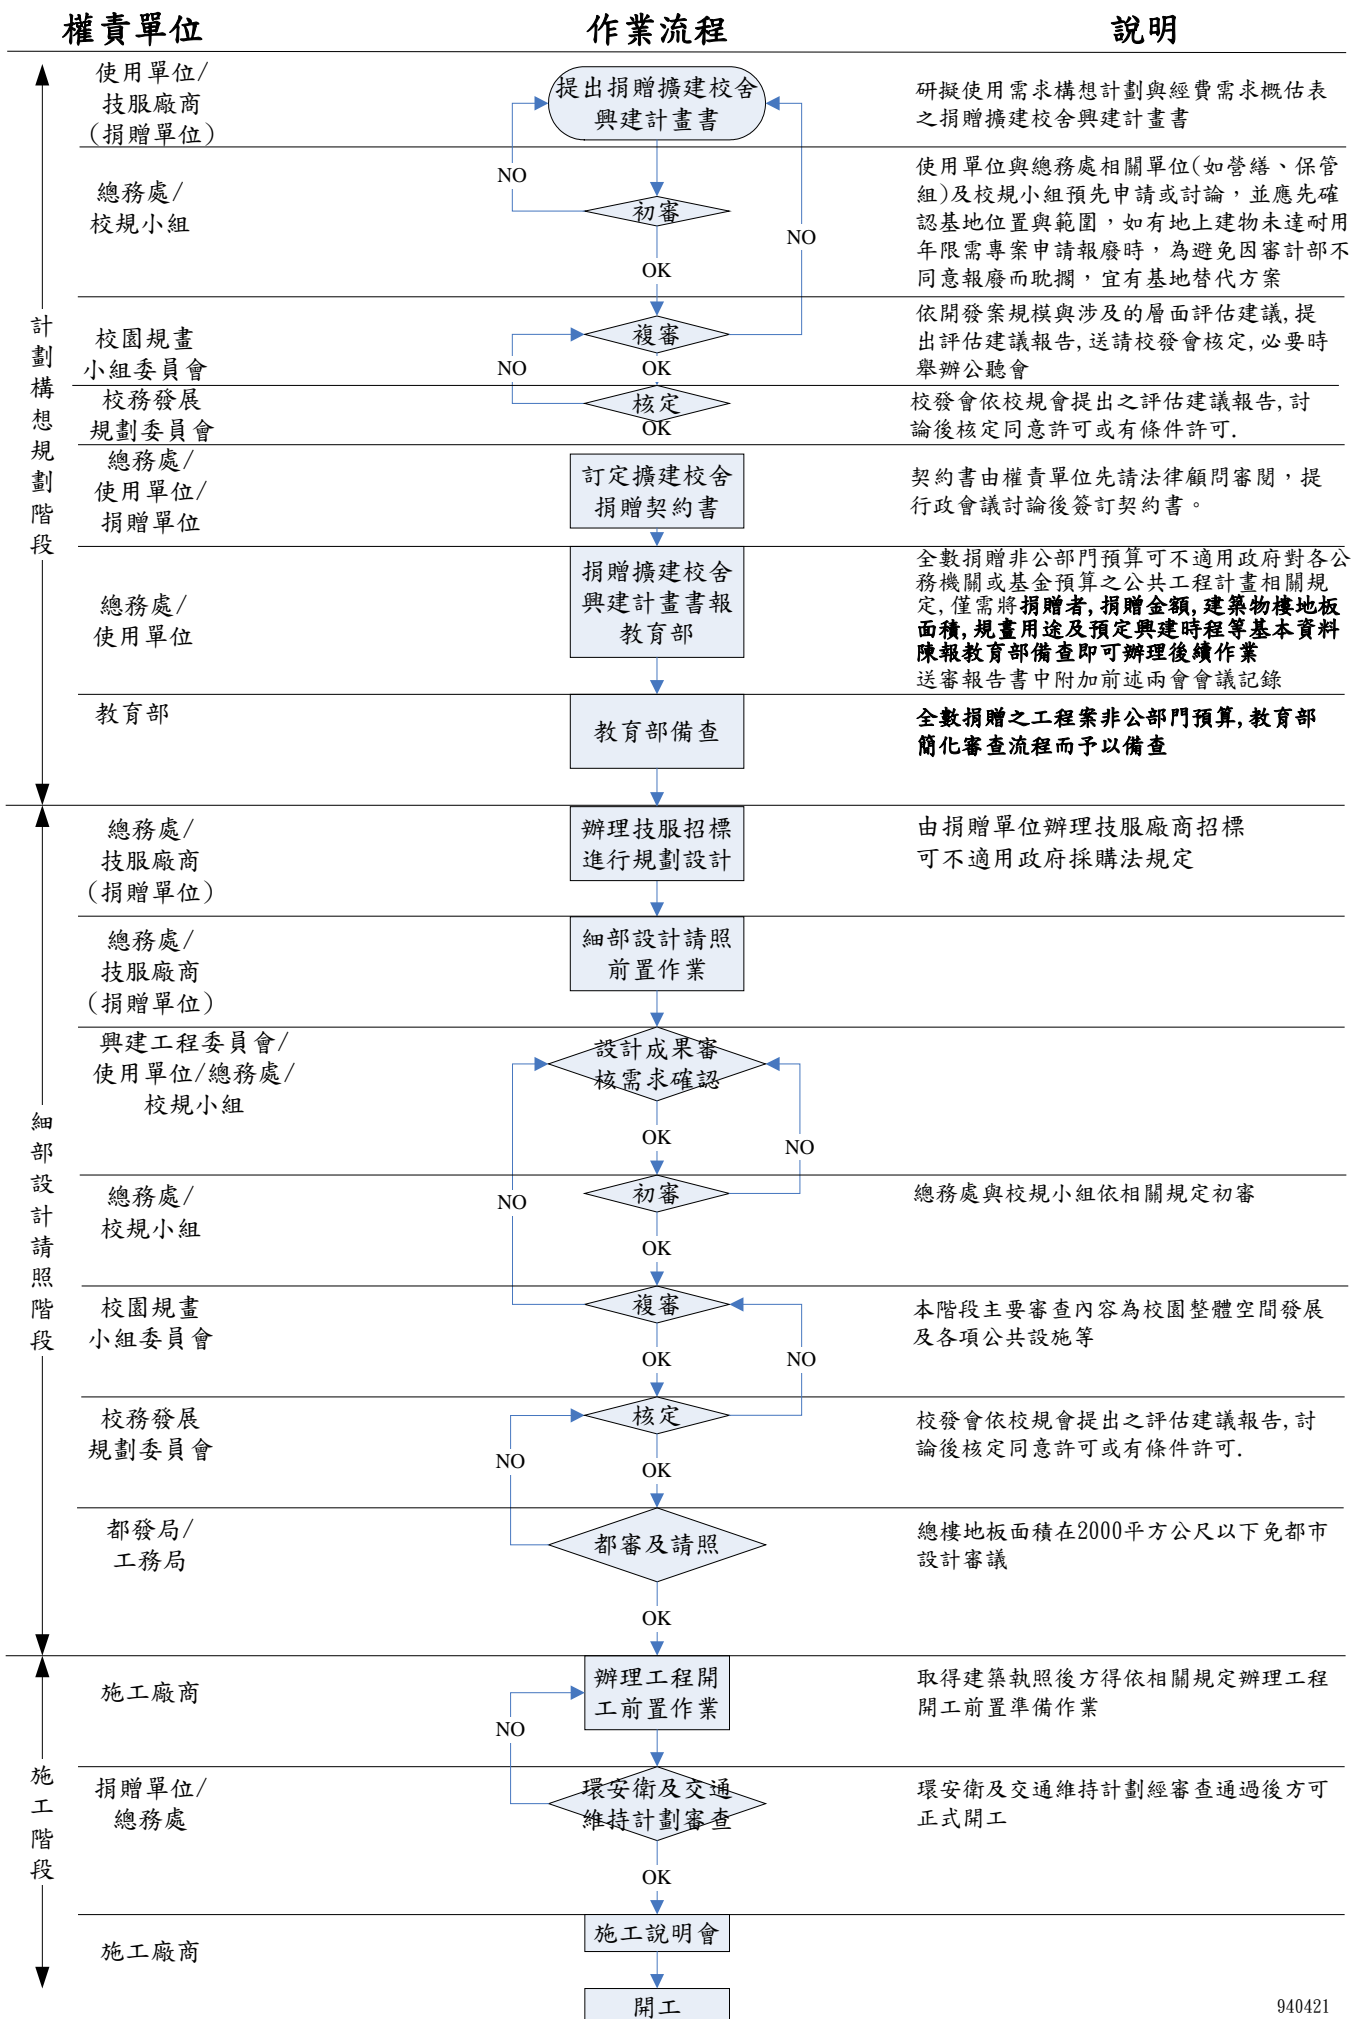 權責單位
作業流程
說明
使用單位/
技服廠商
(捐贈單位)
提出捐贈擴建校舍
興建計畫書
研擬使用需求構想計劃與經費需求概估表
之捐贈擴建校舍興建計畫書
NO
總務處/
校規小組
初審
NO
OK
使用單位與總務處相關單位(如營繕、保管
組)及校規小組預先申請或討論，並應先確
認基地位置與範圍，如有地上建物未達耐用
年限需專案申請報廢時，為避免因審計部不
同意報廢而耽擱，宜有基地替代方案
計劃構想規劃階段
校園規畫
小組委員會
複審
NO
OK
依開發案規模與涉及的層面評估建議,提
出評估建議報告,送請校發會核定,必要時
舉辦公聽會
校務發展
規劃委員會
核定
OK
校發會依校規會提出之評估建議報告,討
論後核定同意許可或有條件許可.
總務處/
使用單位/
捐贈單位
訂定擴建校舍
捐贈契約書
契約書由權責單位先請法律顧問審閱，提
行政會議討論後簽訂契約書。
總務處/
使用單位
捐贈擴建校舍
興建計畫書報
教育部
全數捐贈非公部門預算可不適用政府對各公
務機關或基金預算之公共工程計畫相關規
定,僅需將捐贈者,捐贈金額,建築物樓地板
面積,規畫用途及預定興建時程等基本資料
陳報教育部備查即可辦理後續作業
送審報告書中附加前述兩會會議記錄
教育部
教育部備查
全數捐贈之工程案非公部門預算,教育部
簡化審查流程而予以備查
總務處/
技服廠商
(捐贈單位)
辦理技服招標
進行規劃設計
由捐贈單位辦理技服廠商招標
可不適用政府採購法規定
總務處/
技服廠商
(捐贈單位)
細部設計請照
前置作業
興建工程委員會/
使用單位/總務處/
校規小組
設計成果審
核需求確認
OK
NO
細部設計請照階段
總務處/
校規小組
初審
NO
OK
總務處與校規小組依相關規定初審
校園規畫
小組委員會
複審
OK
NO
本階段主要審查內容為校園整體空間發展
及各項公共設施等
校務發展
規劃委員會
核定
NO
OK
校發會依校規會提出之評估建議報告,討
論後核定同意許可或有條件許可.
都發局/
工務局
都審及請照
OK
總樓地板面積在2000平方公尺以下免都市
設計審議
施工廠商
辦理工程開
工前置作業
NO
取得建築執照後方得依相關規定辦理工程
開工前置準備作業
施工階段
捐贈單位/
總務處
環安衛及交通
維持計劃審查
OK
環安衛及交通維持計劃經審查通過後方可
正式開工
施工廠商
施工說明會
開工
940421